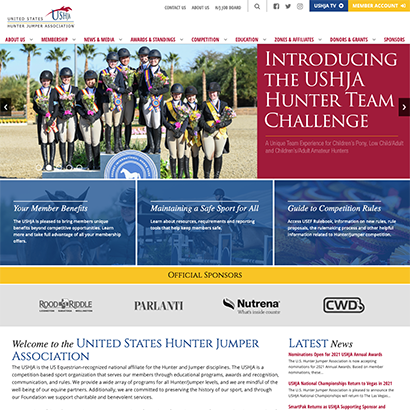 UNITED STATES
USHJA
HUNTER JUMPER ASSOCIATION
CONTACT US ABOUT US JOB BOARD
USHJA TV MEMBER ACCOUNT
ABOUT US MEMBERSHIP NEWS & MEDIA AWARDS & STANDINGS COMPETITION EDUCATION ZONES & AFFILIATES DONORS & GRANTS SPONSORS
INTRODUCING
THE USHJA
HUNTER TEAM
CHALLENGE
A Unique Team Experience for Children's Pony, Low Child/Adult
and Children's/Adult Amateur Hunters
Your Member Benefits
The USHJA is pleased to bring members unique
benefits beyond competitive opportunities. Learn
more and take full advantage of all your membership
offers.
Maintaining a Safe Sport for All
Learn about resources, requirements and reporting
tools that help keep members safe.
Guide to Competition Rules
Access USEF Rulebook, information on new rules, rule
proposals, the rulemaking process and other helpful
information related to Hunter/Jumper competition.
OFFICIAL SPONSORS
ROOD & RIDDLE
PARLANTI
Nutrena
What's inside counts
CWD
Welcome to the UNITED STATES HUNTER JUMPER
ASSOCIATION
The USHJA is the US Equestrian-recognized national affiliate for the Hunter and Jumper disciplines. The USHJA is a
competition-based sport organization that serves our members through educational programs, awards and recognition,
communication, and rules. We provide a wide array of programs for all Hunter/Jumper levels, and we are mindful of the
well being of our equine partners. Additionally, we are committed to preserving the history of our sport, and through
our Foundation we support charitable and benevolent services.
LATEST News
Nominations Open for 2021 USHJA Annual Awards
The U.S. Hunter Jumper Association is now accepting
nominations for 2021 Annual Awards. Based on member
nominations, these...
USHJA National Championships Return to Vegas in 2021
The U.S. Hunter Jumper Association is pleased to announce the
USHJA National Championships will return to The Las Vegas...
SmartPak Returns as USHJA Supporting Sponsor and